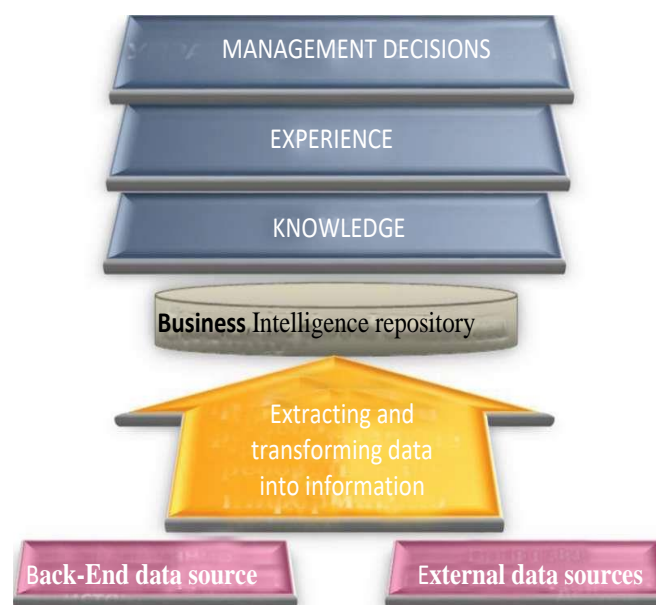 MANAGEMENT DECISIONS
EXPERIENCE
KNOWLEDGE
Business Intelligence repository
Extracting and
transforming data
into information
Back-End data source
External data sources